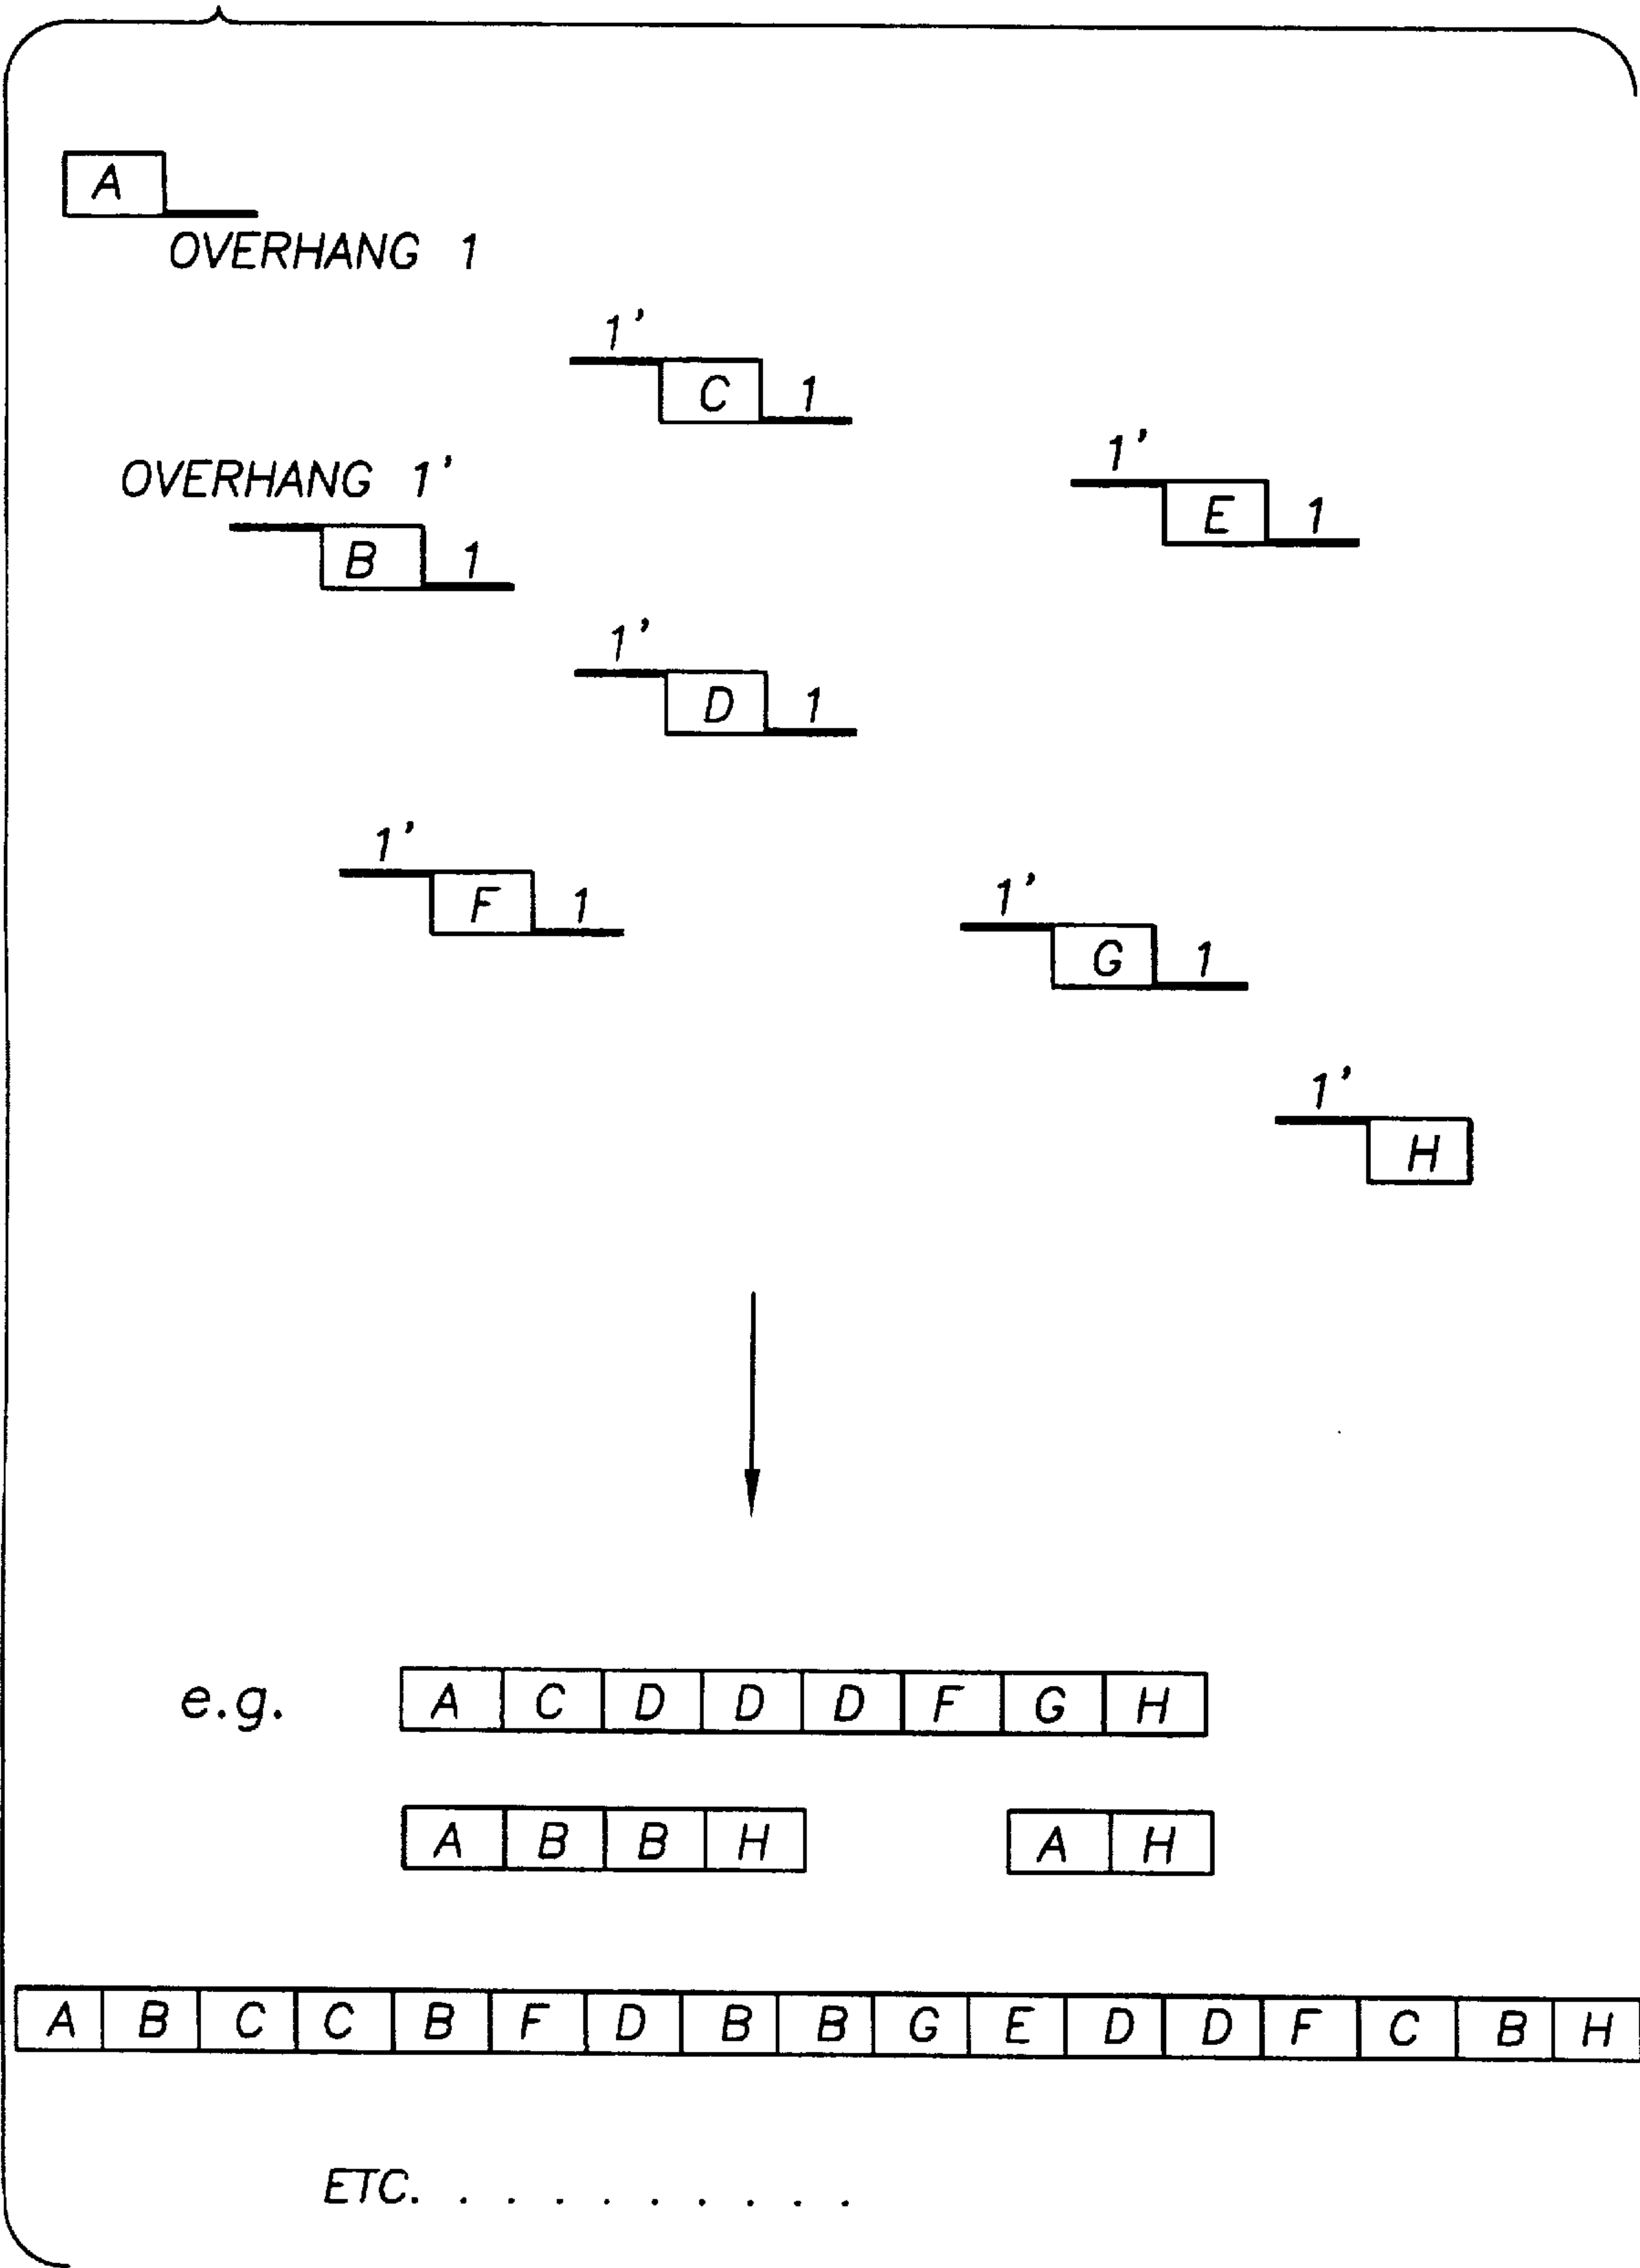 A
OVERHANG 1
1'
C 1
1'
OVERHANG 1'
E 1
B 1
1'
D 1
1'
F 1
1'
G 1
1'
H
e.g. A C D D D F G H
A B B H A H
A B C C B F D B B G E D D F C B H
ETC. . . . . . . . . .